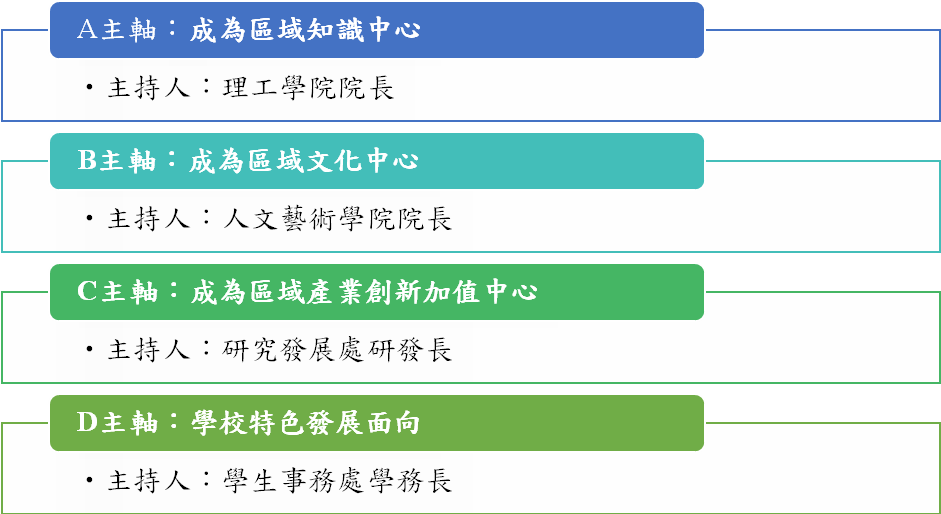 A主軸：成為區域知識中心
・主持人：理工學院院長
B主軸：成為區域文化中心
・主持人：人文藝術學院院長
C主軸：成為區域產業創新加值中心
・主持人：研究發展處研發長
D主軸：學校特色發展面向
・主持人：學生事務處學務長